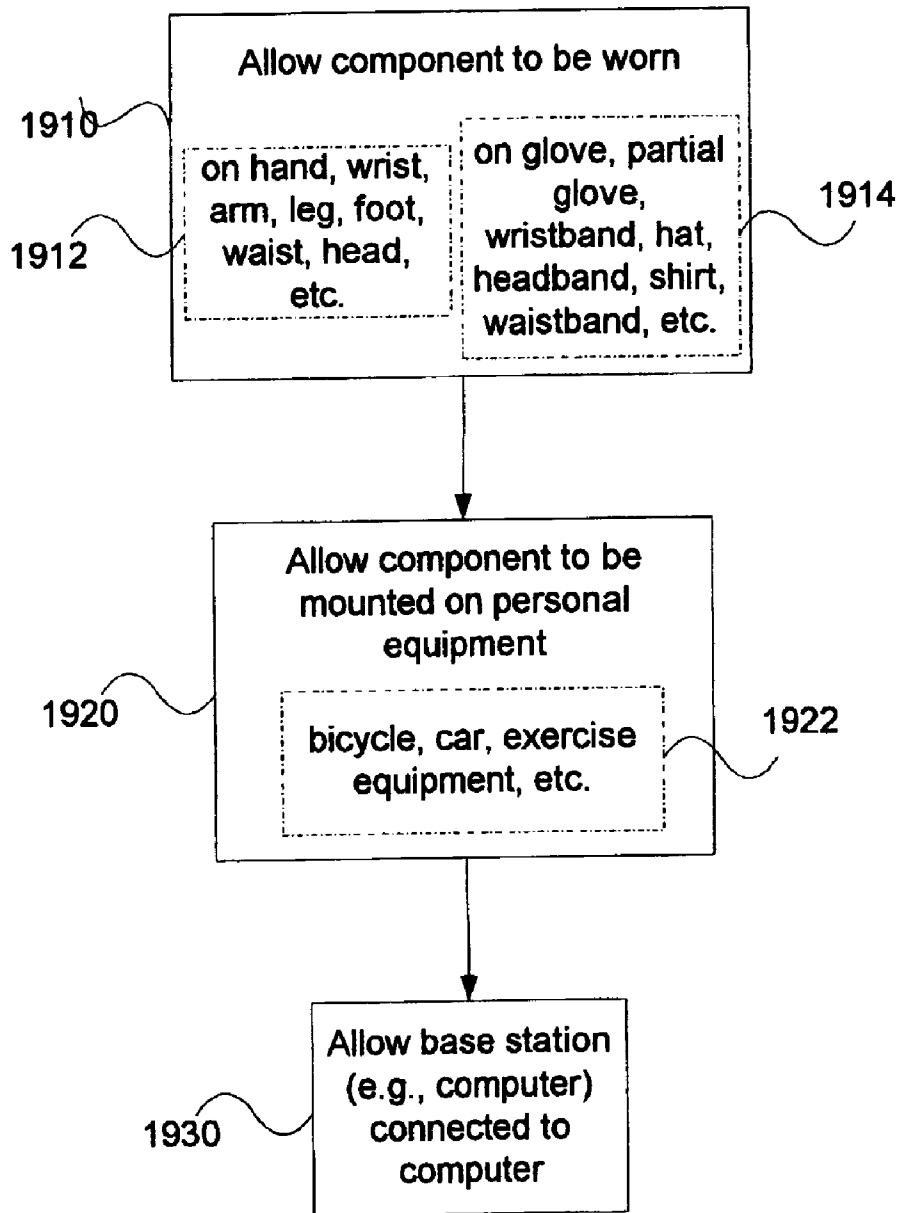 Allow component to be worn
1910
on hand, wrist,
arm, leg, foot,
waist, head,
etc.
1912
on glove, partial
glove,
wristband, hat,
headband, shirt,
waistband, etc.
1914
Allow component to be
mounted on personal
equipment
1920
bicycle, car, exercise
equipment, etc.
1922
Allow base station
(e.g., computer)
connected to
computer
1930